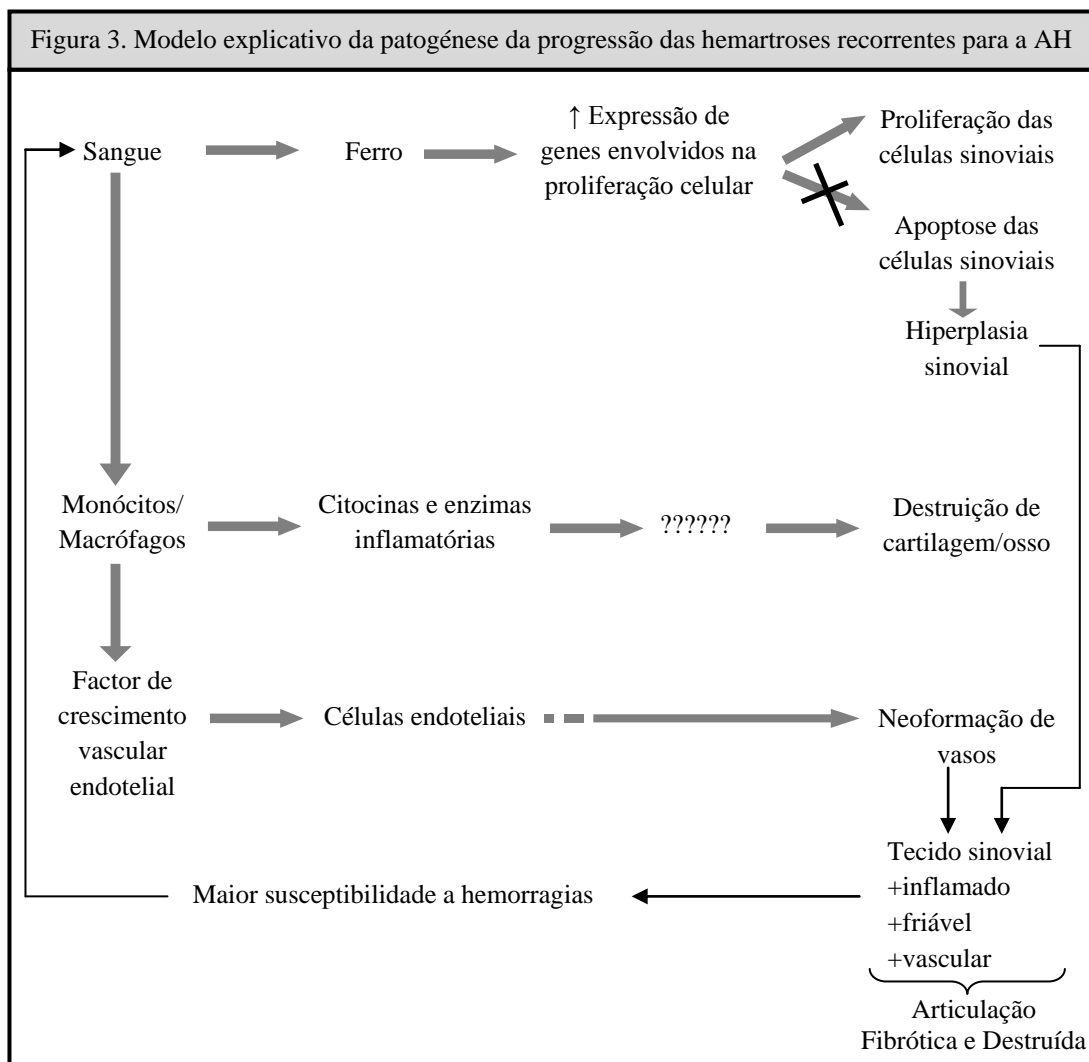 Figura 3. Modelo explicativo da patogénese da progressão das hemartroses recorrentes para a AH
Sangue
Ferro
↑ Expressão de
genes envolvidos na
proliferação celular
Proliferação das
células sinoviais
Apoptose das
células sinoviais
Hiperplasia
sinovial
Monócitos/
Macrófagos
Citocinas e enzimas
inflamatórias
??????
Destruição de
cartilagem/osso
Factor de
crescimento
vascular
endotelial
Células endoteliais
Neoformação de
vasos
Tecido sinovial
+inflamado
+friável
+vascular
Maior susceptibilidade a hemorragias
Articulação
Fibrótica e Destruída